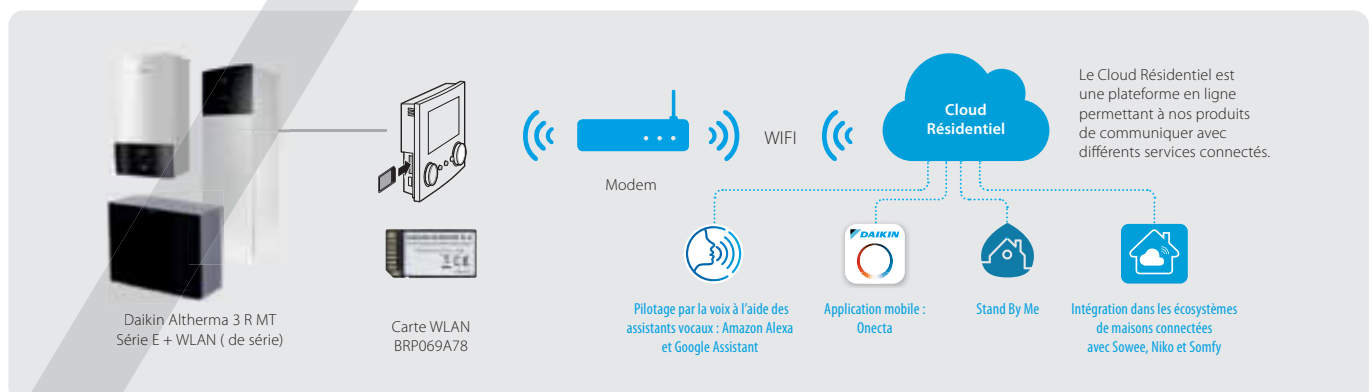 Daikin Altherma 3 R MT
Série E + WLAN ( de série)
Carte WLAN
BRP069A78
Modem
WIFI
Cloud
Résidentiel
Le Cloud Résidentiel est
une plateforme en ligne
permettant à nos produits
de communiquer avec
différents services connectés.
Pilotage par la voix à l'aide des
assistants vocaux : Amazon Alexa
et Google Assistant
DAIKIN
Application mobile :
Onecta
Stand By Me
Intégration dans les écosystèmes
de maisons connectées
avec Sowee, Niko et Somfy